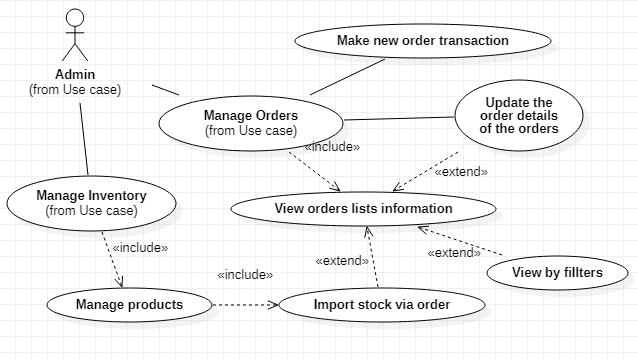 Make new order transaction
Admin
(from Use case)
Manage Orders
(from Use case)
Update the
order details
of the orders
«include»
«extend»
Manage Inventory
(from Use case)
View orders lists information
«include»
«extend»
«extend»
«include»
View by fillters
Manage products
Import stock via order